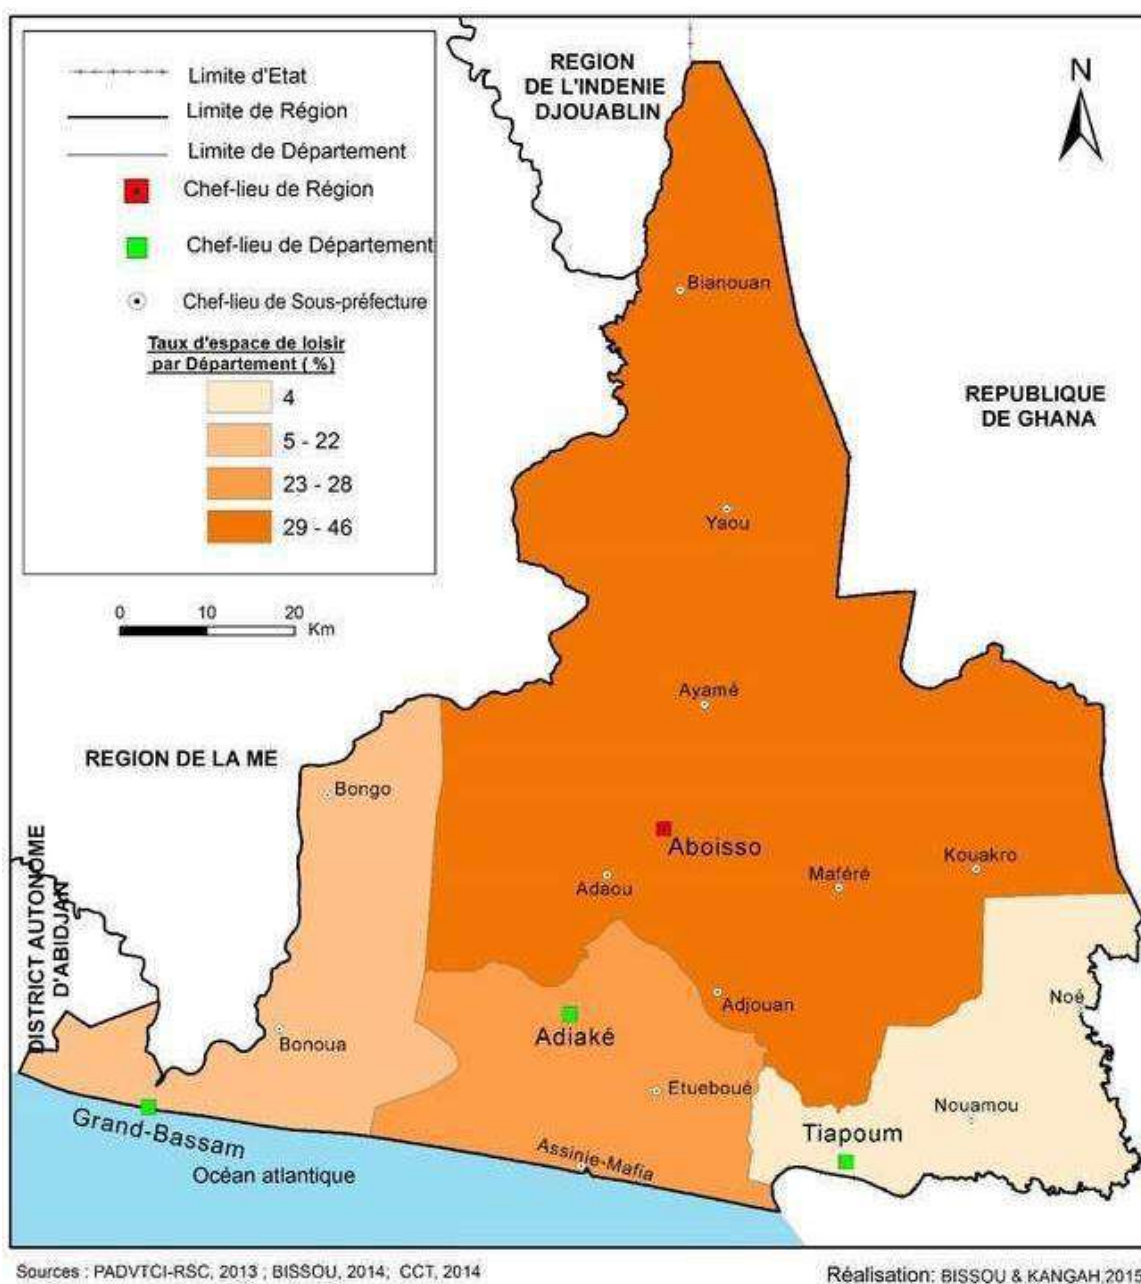 Limite d'Etat
Limite de Région
Limite de Département
Chef-lieu de Région
Chef-lieu de Département
Chef-lieu de Sous-préfecture
Taux d'espace de loisir
par Département ( %)
4
5 - 22
23 - 28
29 - 46
0 10 20
Km
REGION
DE L'INDENIE
DJOUABLIN
N
Bianouan
REPUBLIQUE
DE GHANA
Yaou
Ayamé
REGION DE LA ME
Bongo
Aboisso
Kouakro
Maféré
Adaou
DISTRICT AUTONOME
D'ABIDJAN
Adjouan
Noé
Adiaké
Bonoua
Etueboué
Nouamou
Grand-Bassam
Tiapoum
Assinie-Mafia
Océan atlantique
Sources : PADVTCI-RSC, 2013 ; BISSOU, 2014; CCT, 2014
Réalisation: BISSOU & KANGAH 2015